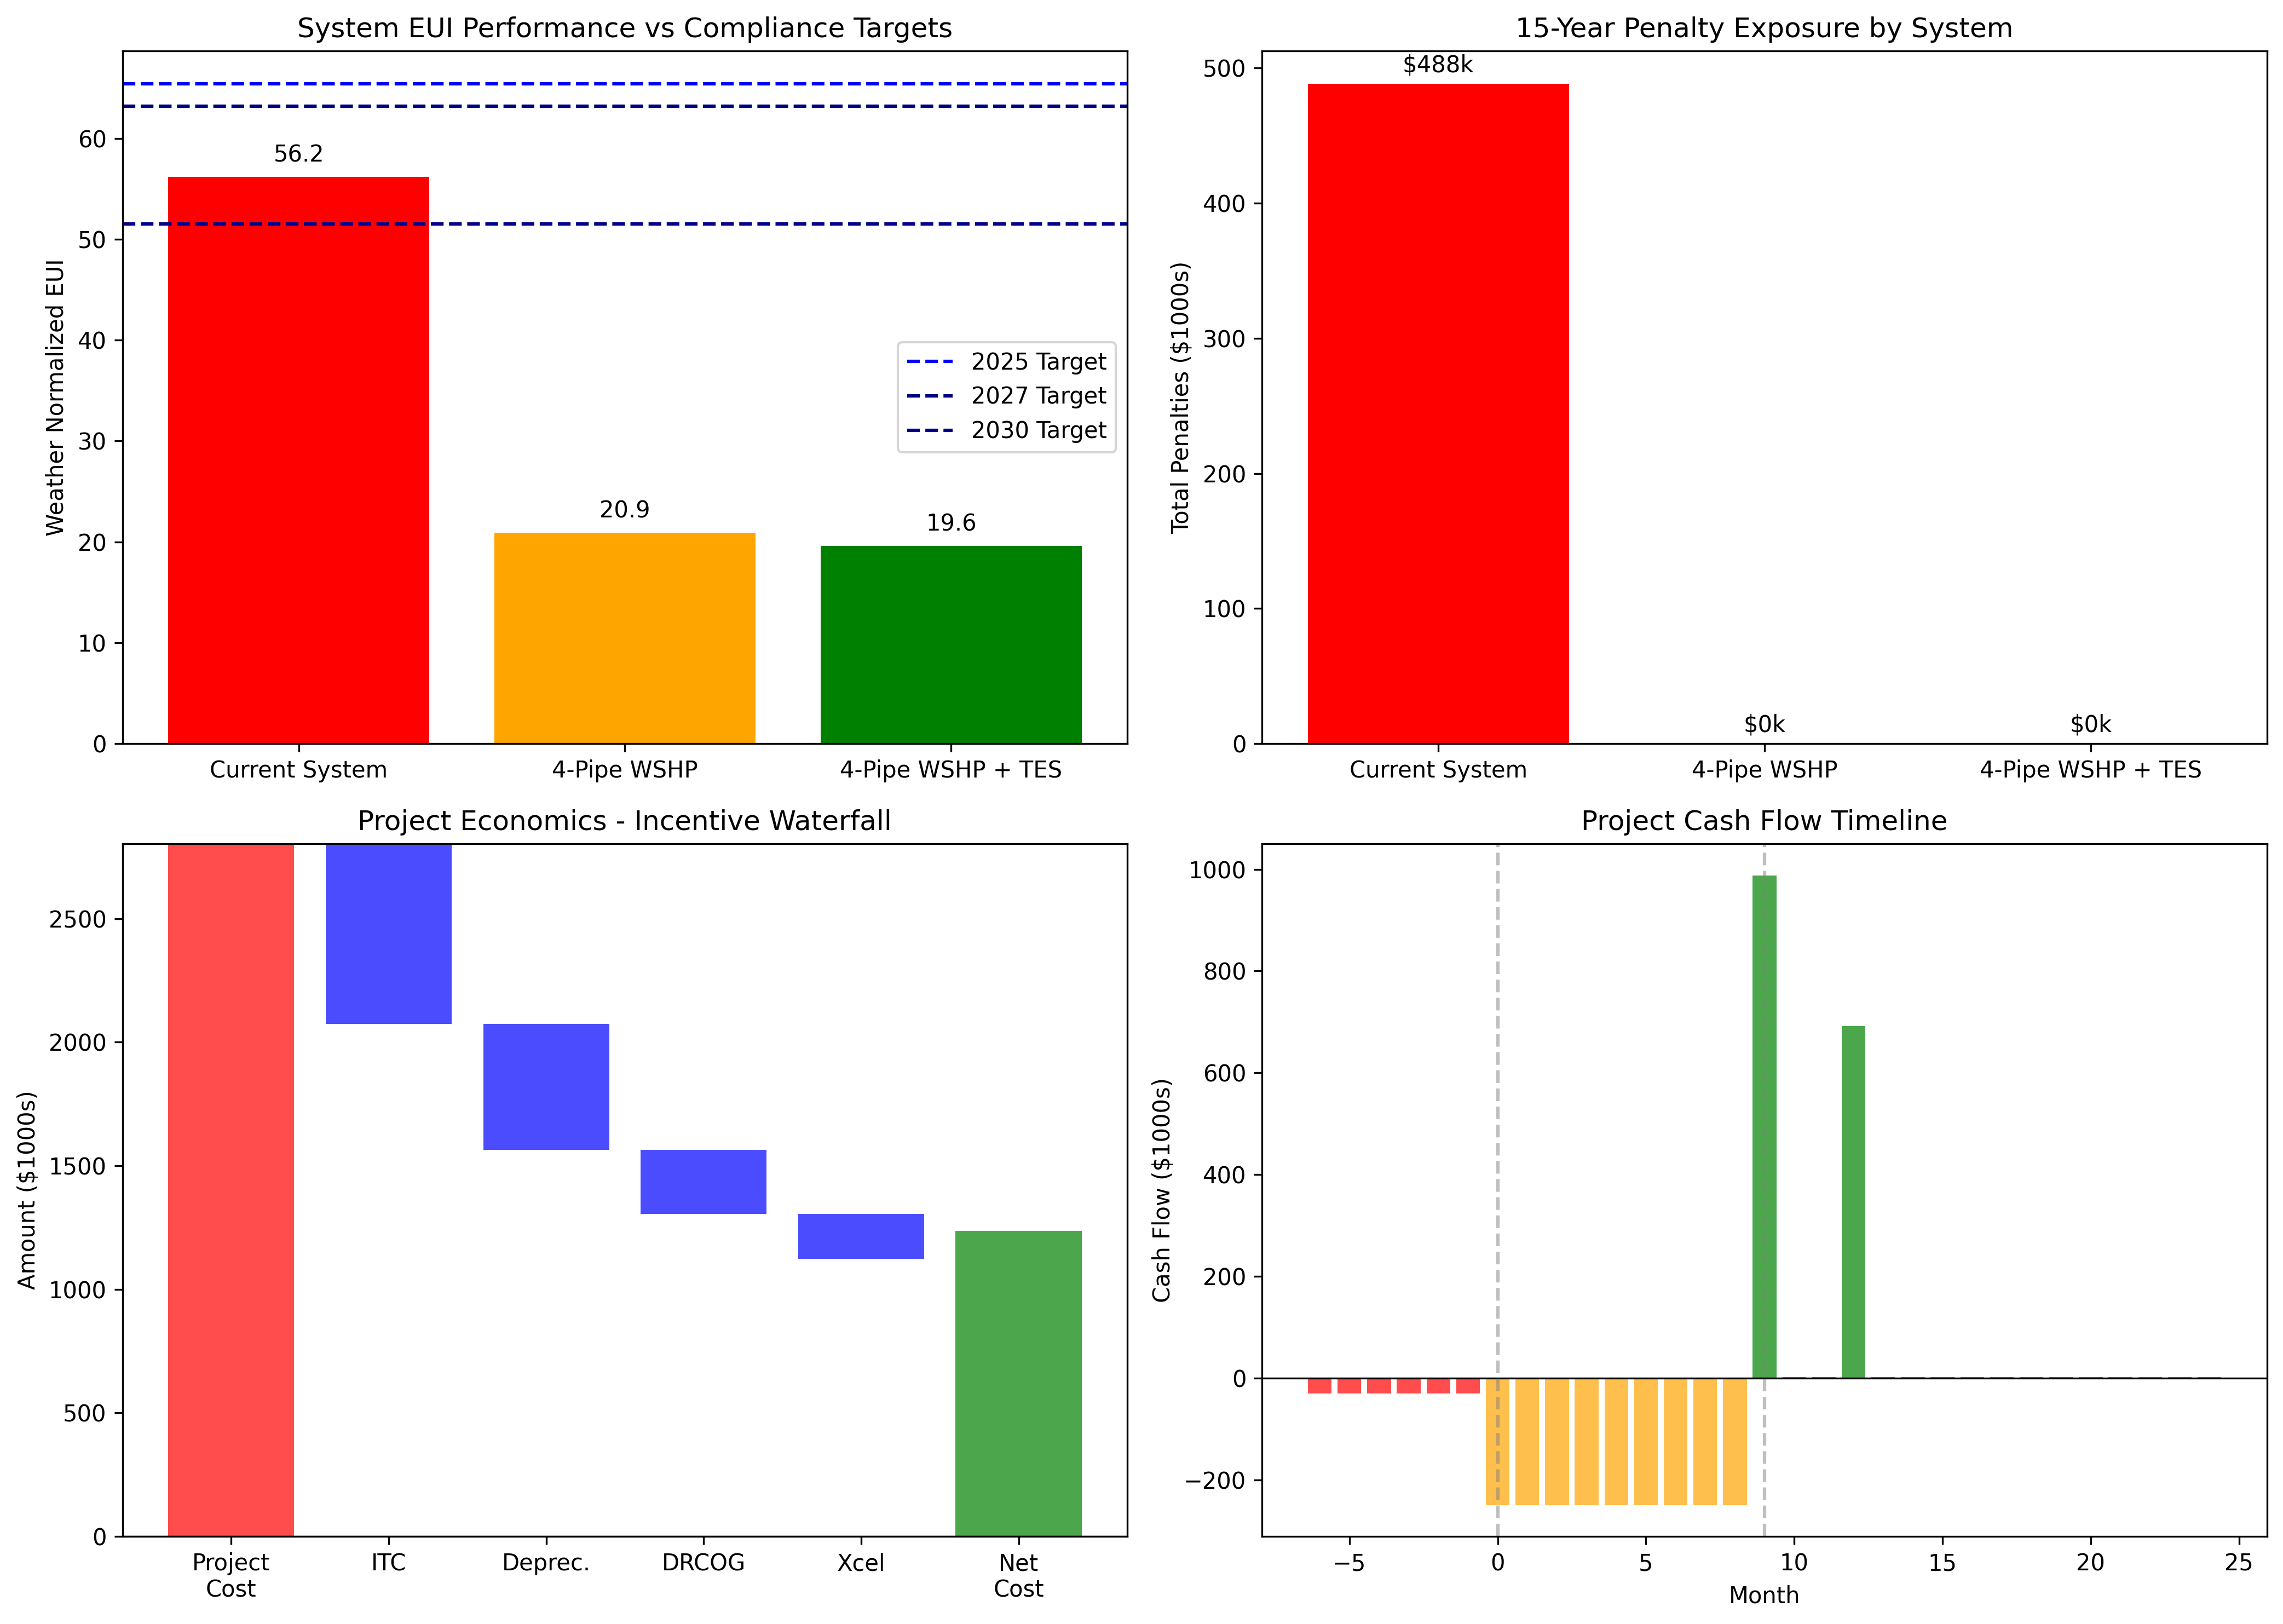 System EUI Performance vs Compliance Targets
Weather Normalized EUI
60
50
40
30
20
10
0
56.2
20.9
19.6
2025 Target
2027 Target
2030 Target
Current System
4-Pipe WSHP
4-Pipe WSHP + TES
15-Year Penalty Exposure by System
Total Penalties ($1000s)
500
400
300
200
100
0
$488k
$0k
$0k
Current System
4-Pipe WSHP
4-Pipe WSHP + TES
Project Economics - Incentive Waterfall
Amount ($1000s)
2500
2000
1500
1000
500
0
Project
Cost
ITC
Deprec.
DRCOG
Xcel
Net
Cost
Project Cash Flow Timeline
Cash Flow ($1000s)
1000
800
600
400
200
0
−200
−5
0
5
10
15
20
25
Month